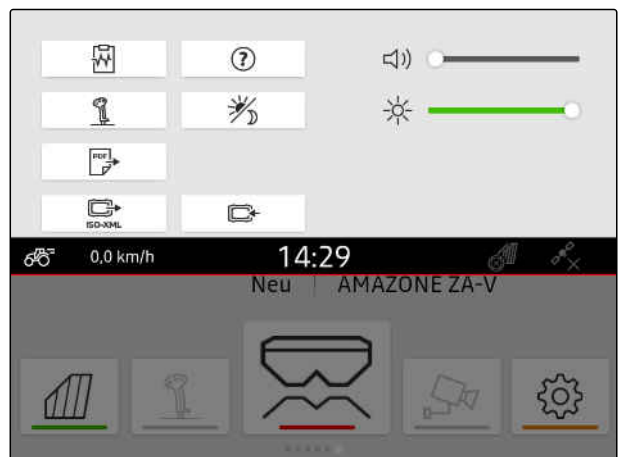 PDF
ISO-XML
0,0 km/h
14:29
Neu | AMAZONE ZA-V